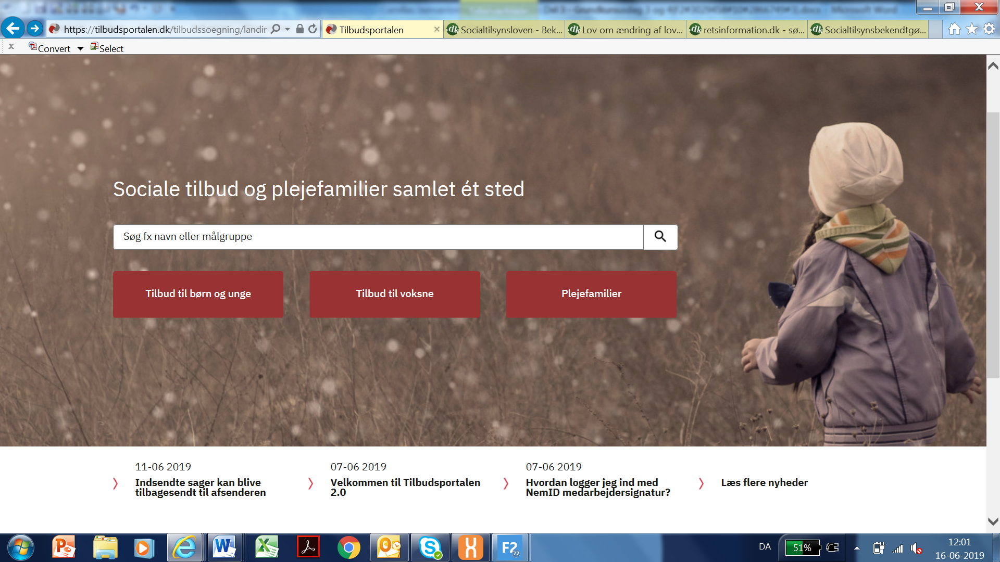 https://tilbudsportalen.dk/tilbudssoegning/landir
Tilbudsportalen
Socialtilsynsloven - Bek...
Lov om ændring af lov...
retsinformation.dk - sø...
Socialtilsynsbekendtgø...
Convert
Select
Sociale tilbud og plejefamilier samlet ét sted
Søg fx navn eller målgruppe
Tilbud til børn og unge
Tilbud til voksne
Plejefamilier
11-06 2019
Indsendte sager kan blive
tilbagesendt til afsenderen
07-06 2019
Velkommen til Tilbudsportalen
2.0
07-06 2019
Hvordan logger jeg ind med
NemID medarbejdersignatur?
Læs flere nyheder
F2
72
DA
51%
12:01
16-06-2019